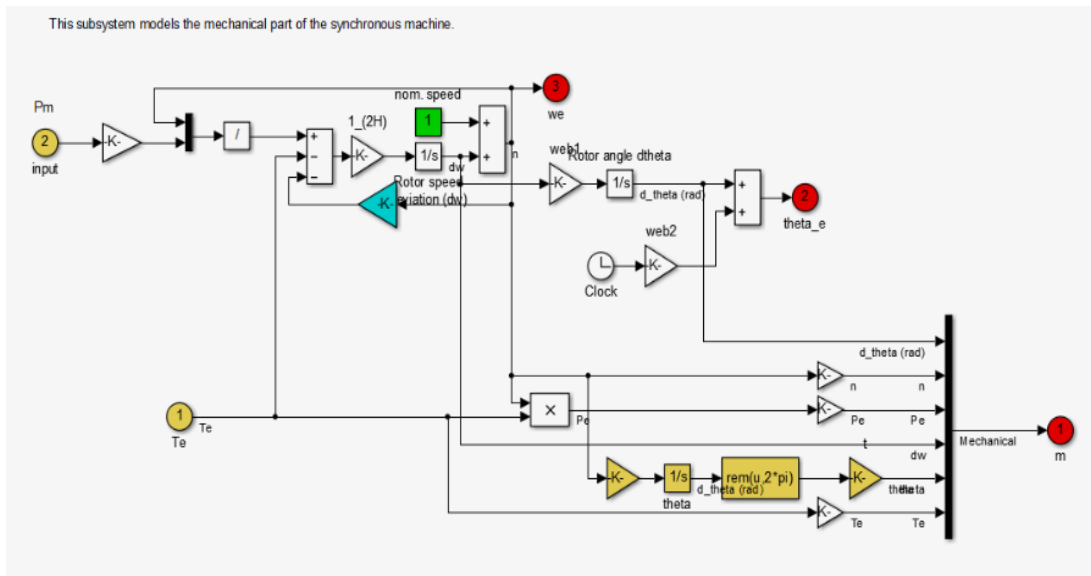 This subsystem models the mechanical part of the synchronous machine.
Pm
2
input
-K-
/
+
−
−
1_(2H)
-K-
nom. speed
1
1/s
dw
Rotor speed
eviation (dw)
-K-
+
+
n
3
we
web1
-K-
Rotor angle dtheta
1/s
d_theta (rad)
+
+
2
theta_e
web2
-K-
Clock
1
Te
Te
×
Pe
-K-
1/s
theta
d_theta (rad)
rem(u,2*pi)
-K-
d_theta (rad)
K-
n
n
K-
Pe
Pe
t
dw
theta
theta
K-
Te
Te
Mechanical
1
m